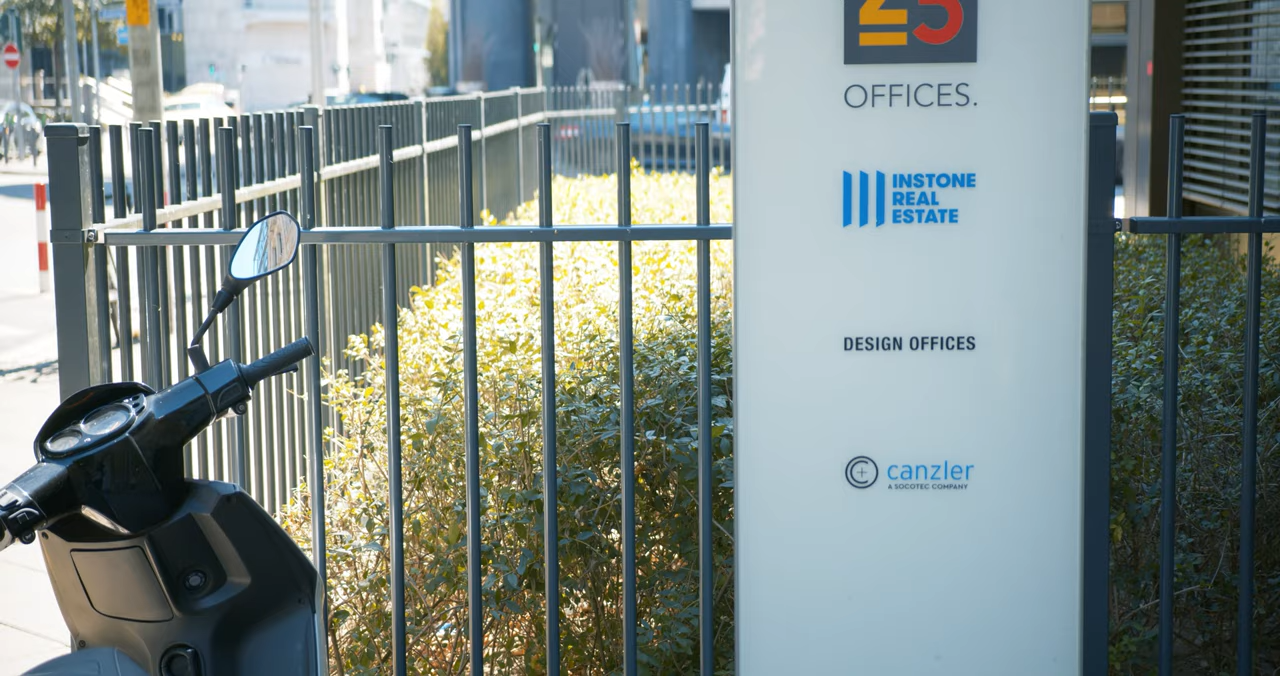 25
OFFICES.
INSTONE
REAL
ESTATE
DESIGN OFFICES
canzler
A SOCOTEC COMPANY